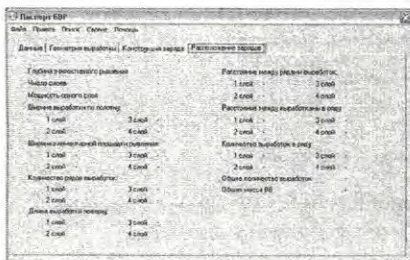 Паспорт БВР
Файл Правка Поиск Сервис Помощь
Данные Геометрия выработки Конструкция заряда Расположение зарядов
Глубина эффективного рыхления
Число слоев
Мощность одного слоя
Ширина выработки по полотну:
1 слой 3 слой
2 слой 4 слой
Ширина элементарной площадки рыхления
1 слой 3 слой
2 слой 4 слой
Количество рядов выработок:
1 слой 3 слой
2 слой 4 слой
Длина выработки
1 слой 3 слой
2 слой 4 слой
Расстояние между рядами выработок:
1 слой 3 слой
2 слой 4 слой
Расстояние между выработками в ряду:
1 слой 3 слой
2 слой 4 слой
Количество выработок в ряду:
1 слой 3 слой
2 слой 4 слой
Общее количество выработок
Общая масса ВВ